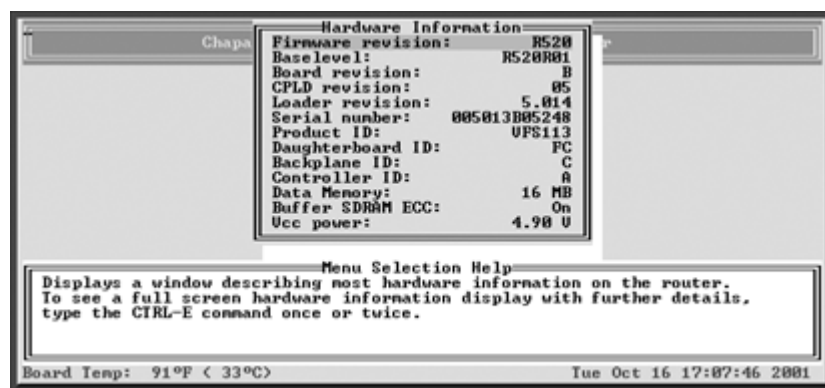 Hardware Information
Chapa r
Firmware revision: R520
Baselevel: R520R01
Board revision: B
CPLD revision: 05
Loader revision: 5.014
Serial number: 005013B05248
Product ID: VFS113
Daughterboard ID: FC
Backplane ID: C
Controller ID: A
Data Memory: 16 MB
Buffer SDRAM ECC: On
Vcc power: 4.90 V
Menu Selection Help
Displays a window describing most hardware information on the router.
To see a full screen hardware information display with further details,
type the CTRL-E command once or twice.
Board Temp: 91ºF ( 33ºC) Tue Oct 16 17:07:46 2001